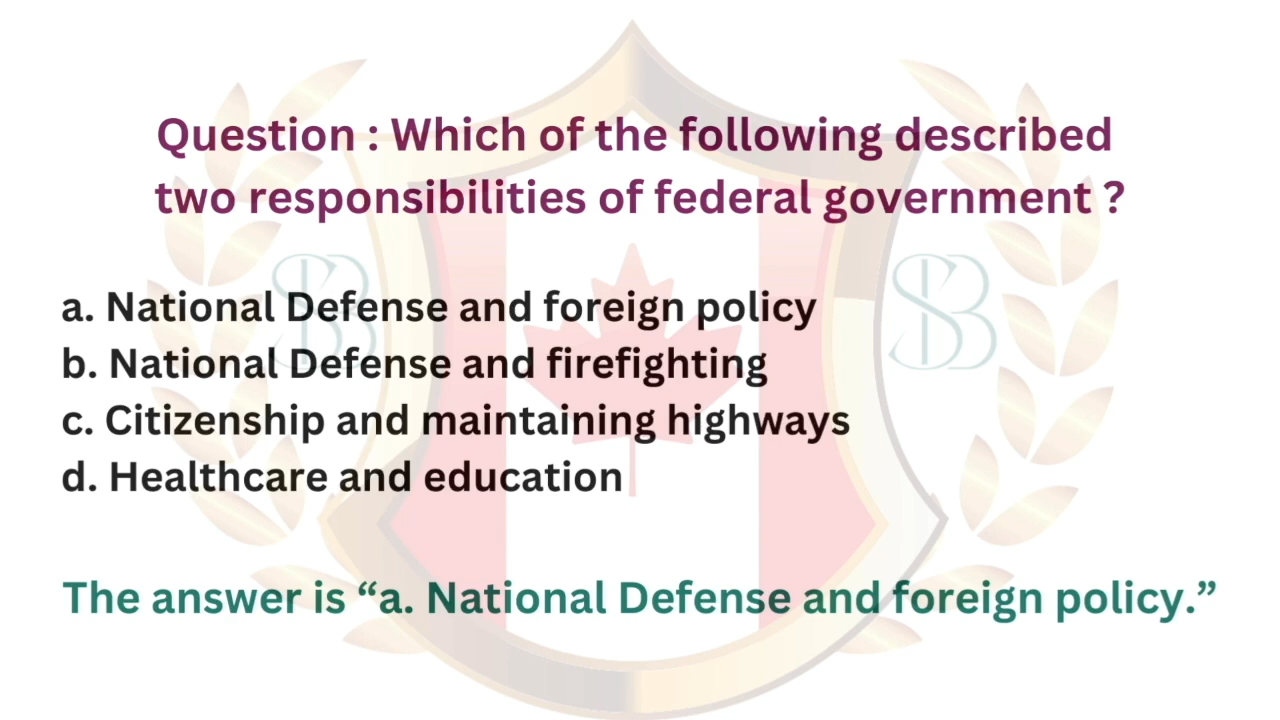 Question : Which of the following described
two responsibilities of federal government ?
a. National Defense and foreign policy
b. National Defense and firefighting
c. Citizenship and maintaining highways
d. Healthcare and education
The answer is “a. National Defense and foreign policy.”